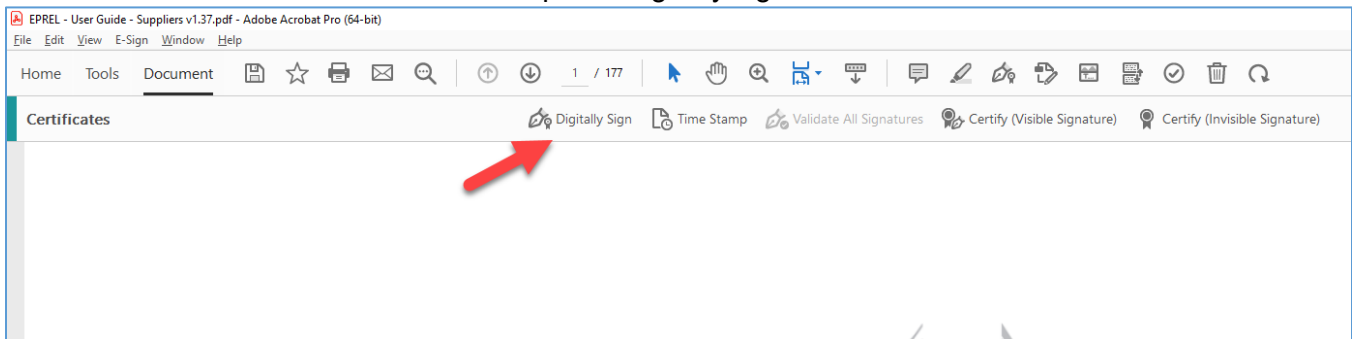 EPREL - User Guide - Suppliers v1.37.pdf - Adobe Acrobat Pro (64-bit)
File Edit View E-Sign Window Help
Home Tools Document 1 / 177
Certificates Digitally Sign Time Stamp Validate All Signatures Certify (Visible Signature) Certify (Invisible Signature)